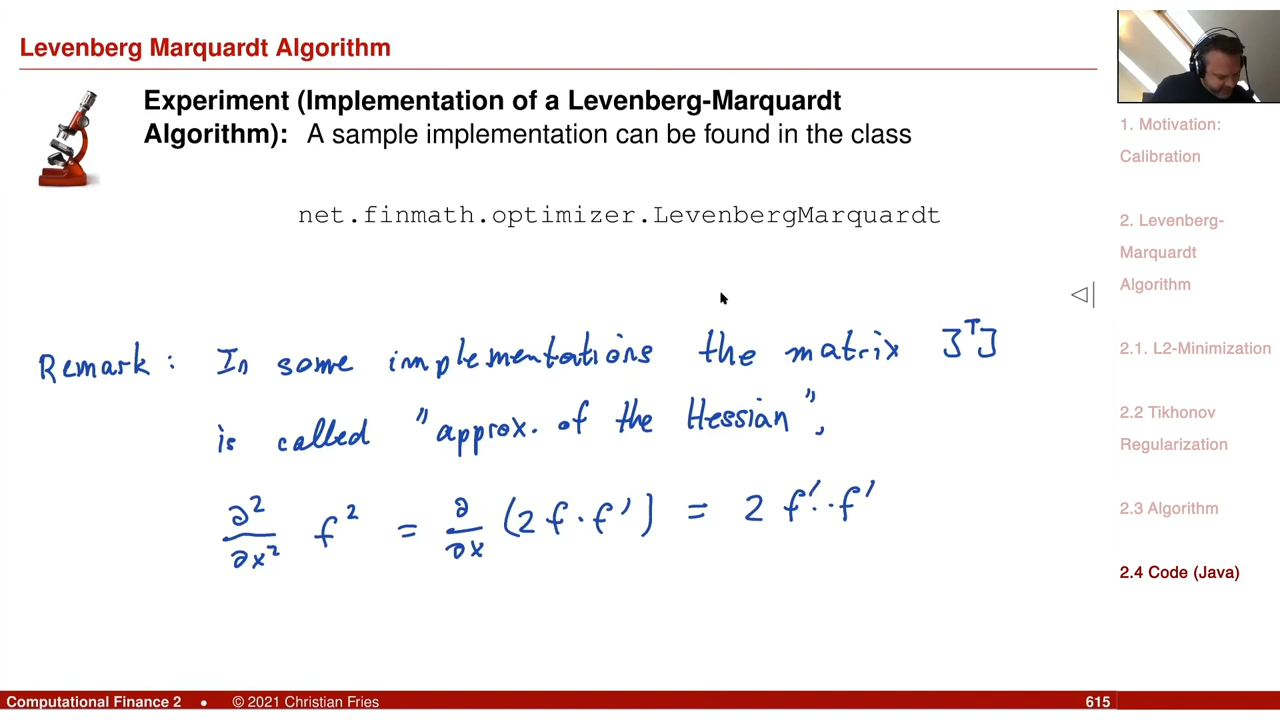 Levenberg Marquardt Algorithm
Experiment (Implementation of a Levenberg-Marquardt
Algorithm): A sample implementation can be found in the class
net.finmath.optimizer.LevenbergMarquardt
Remark: In some implementations the matrix JᵀJ
is called "approx. of the Hessian",
∂²/∂x² f² = ∂/∂x (2f·f') = 2 f'·f'
1. Motivation:
Calibration
2. Levenberg-
Marquardt
Algorithm
2.1. L2-Minimization
2.2 Tikhonov
Regularization
2.3 Algorithm
2.4 Code (Java)
Computational Finance 2 • © 2021 Christian Fries 615